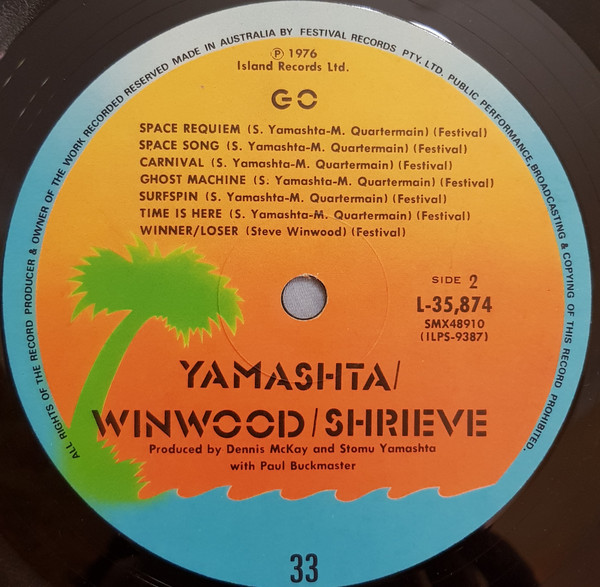 ALL RIGHTS OF THE RECORD PRODUCER & OWNER OF THE WORK RECORDED RESERVED MADE IN AUSTRALIA BY FESTIVAL RECORDS PTY. LTD. PUBLIC PERFORMANCE, BROADCASTING & COPYING OF THIS RECORD PROHIBITED.
Ⓟ 1976
Island Records Ltd.
GO
SPACE REQUIEM (S. Yamashta-M. Quartermain) (Festival)
SPACE SONG (S. Yamashta-M. Quartermain) (Festival)
CARNIVAL (S. Yamashta-M. Quartermain) (Festival)
GHOST MACHINE (S. Yamashta-M. Quartermain) (Festival)
SURFSPIN (S. Yamashta-M. Quartermain) (Festival)
TIME IS HERE (S. Yamashta-M. Quartermain) (Festival)
WINNER/LOSER (Steve Winwood) (Festival)
SIDE 2
L-35,874
SMX48910
(ILPS-9387)
YAMASHTA/
WINWOOD/SHRIEVE
Produced by Dennis McKay and Stomu Yamashta
with Paul Buckmaster
33